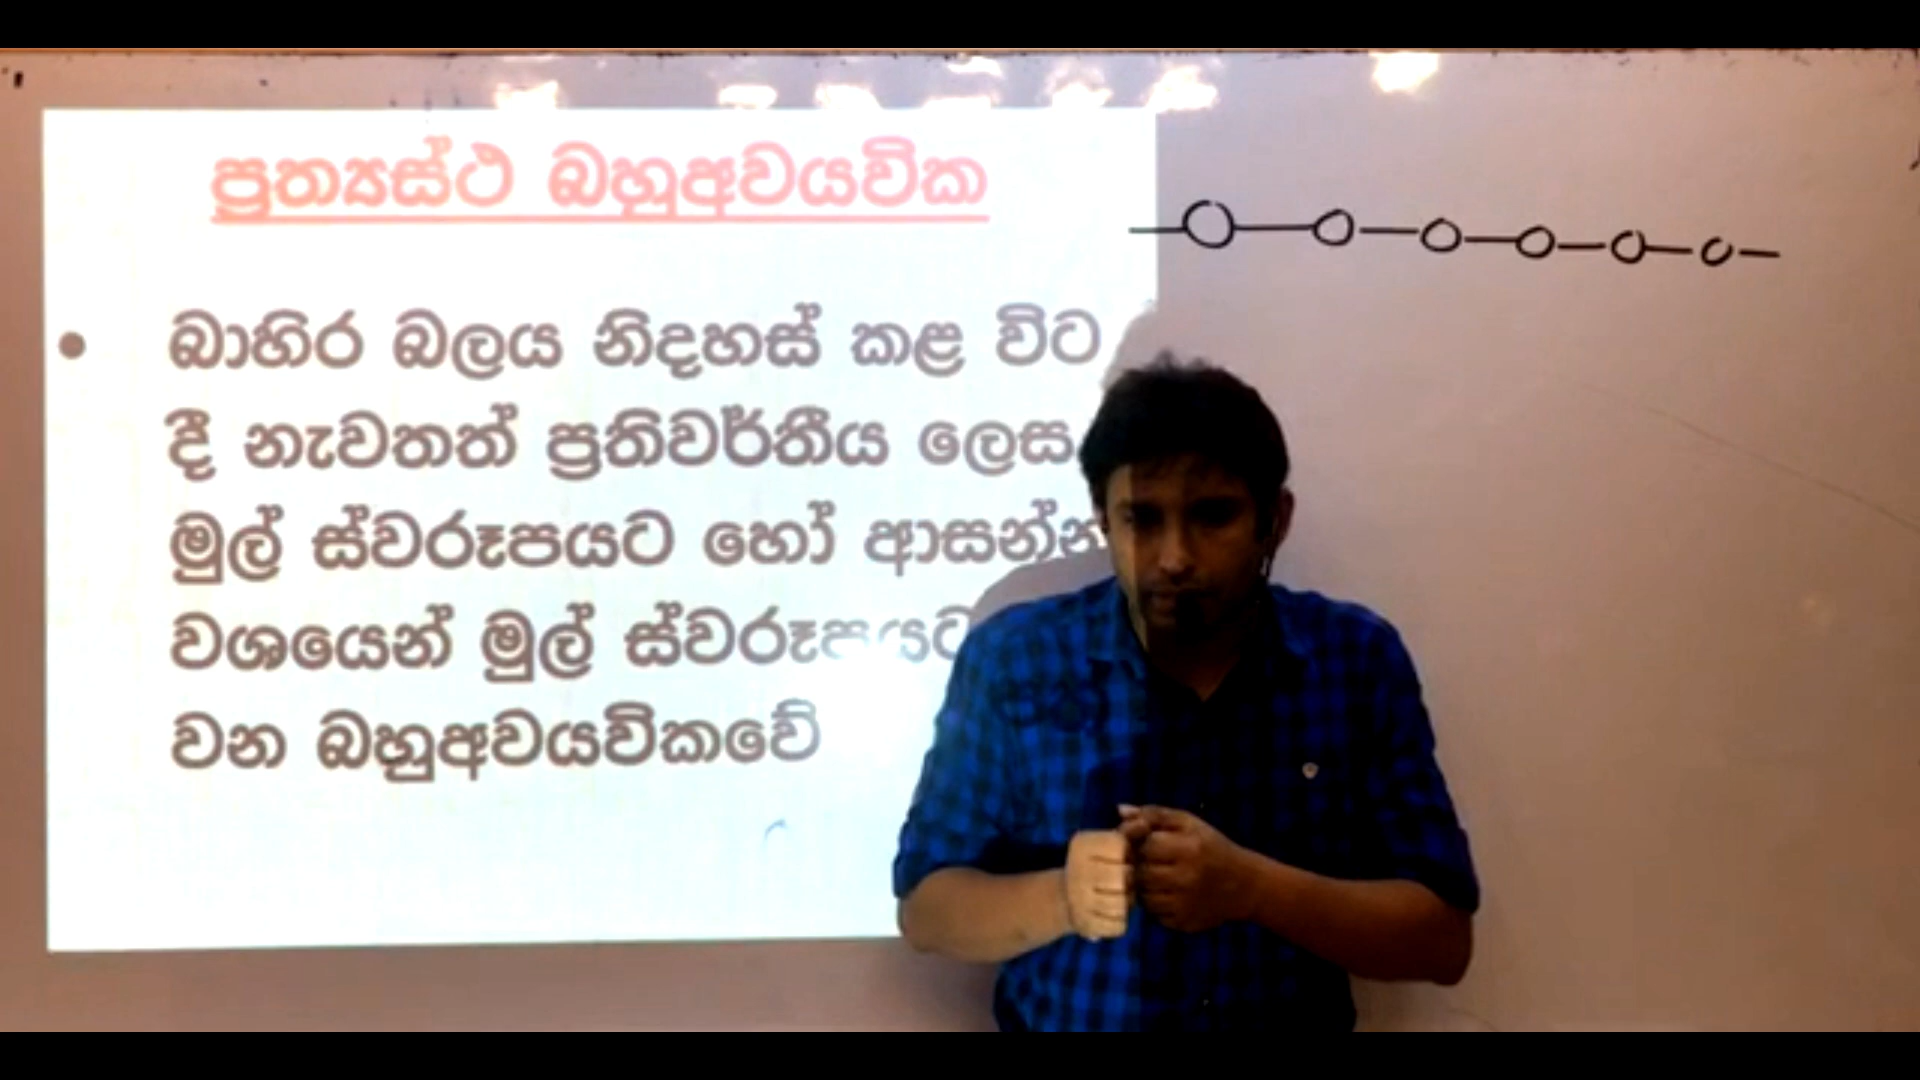 ප්‍රත්‍යස්ථ බහුඅවයවික
• බාහිර බලය නිදහස් කළ විට
දී නැවතත් ප්‍රතිවර්තීය ලෙස
මුල් ස්වරූපයට හෝ ආසන්න
වශයෙන් මුල් ස්වරූපයට
වන බහුඅවයවිකවේ